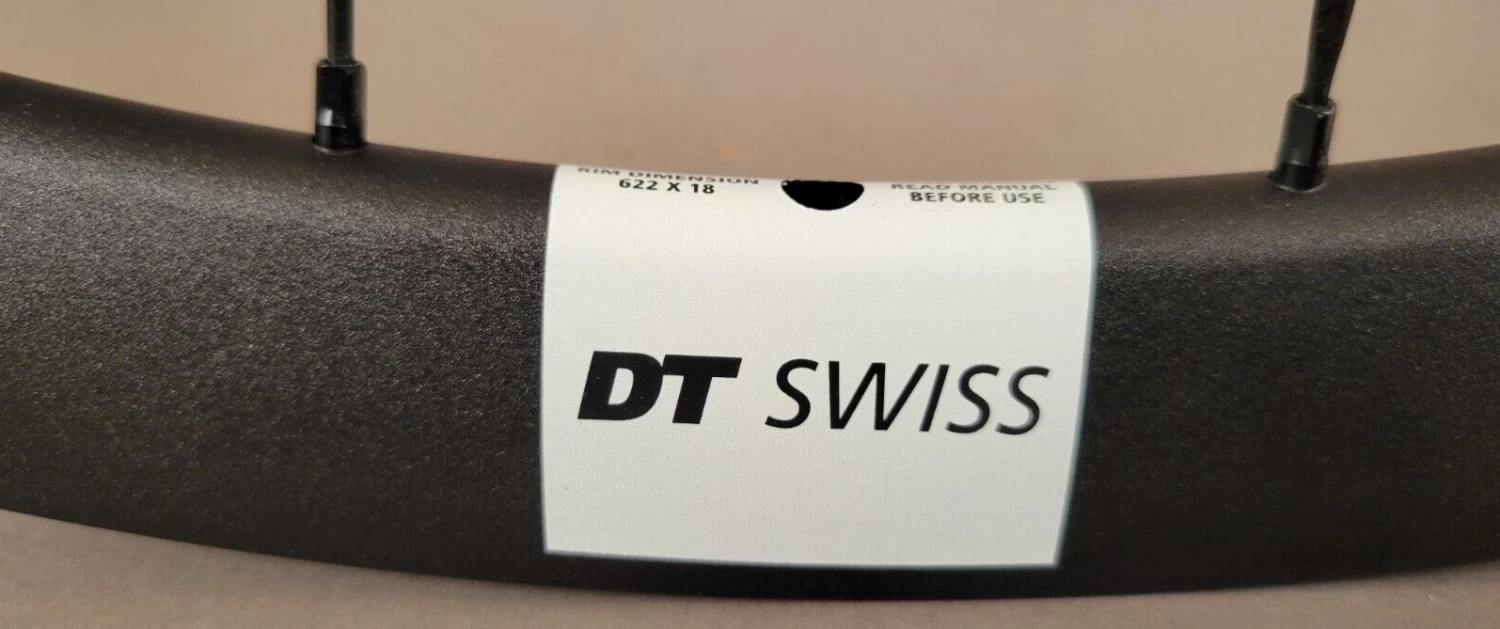 RIM DIMENSION
622 X 18
READ MANUAL
BEFORE USE
DT SWISS